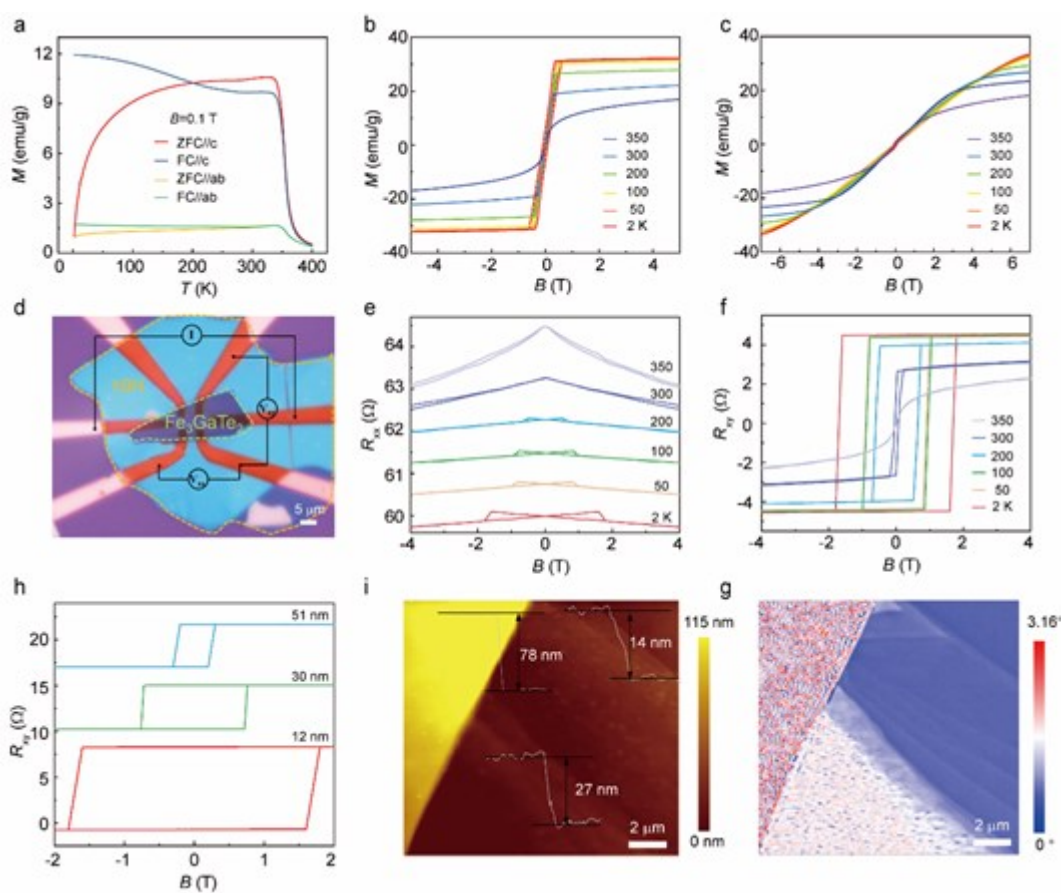 a
12
9
6
3
0
M (emu/g)
B=0.1 T
ZFC//c
FC//c
ZFC//ab
FC//ab
0
100
200
300
400
T (K)
b
40
20
0
-20
-40
M (emu/g)
350
300
200
100
50
2 K
-4
-2
0
2
4
B (T)
c
40
20
0
-20
-40
M (emu/g)
350
300
200
100
50
2 K
-6
-4
-2
0
2
4
6
B (T)
d
I
hBN
Fe3GaTe2
Vxy
Vxx
5 μm
e
64
63
62
61
60
Rxx (Ω)
350
300
200
100
50
2 K
-4
-2
0
2
4
B (T)
f
4
2
0
-2
-4
Rxy (Ω)
350
300
200
100
50
2 K
-4
-2
0
2
4
B (T)
h
20
15
10
5
0
Rxy (Ω)
51 nm
30 nm
12 nm
-2
-1
0
1
2
B (T)
i
78 nm
14 nm
27 nm
2 μm
115 nm
0 nm
g
2 μm
3.16°
0 °